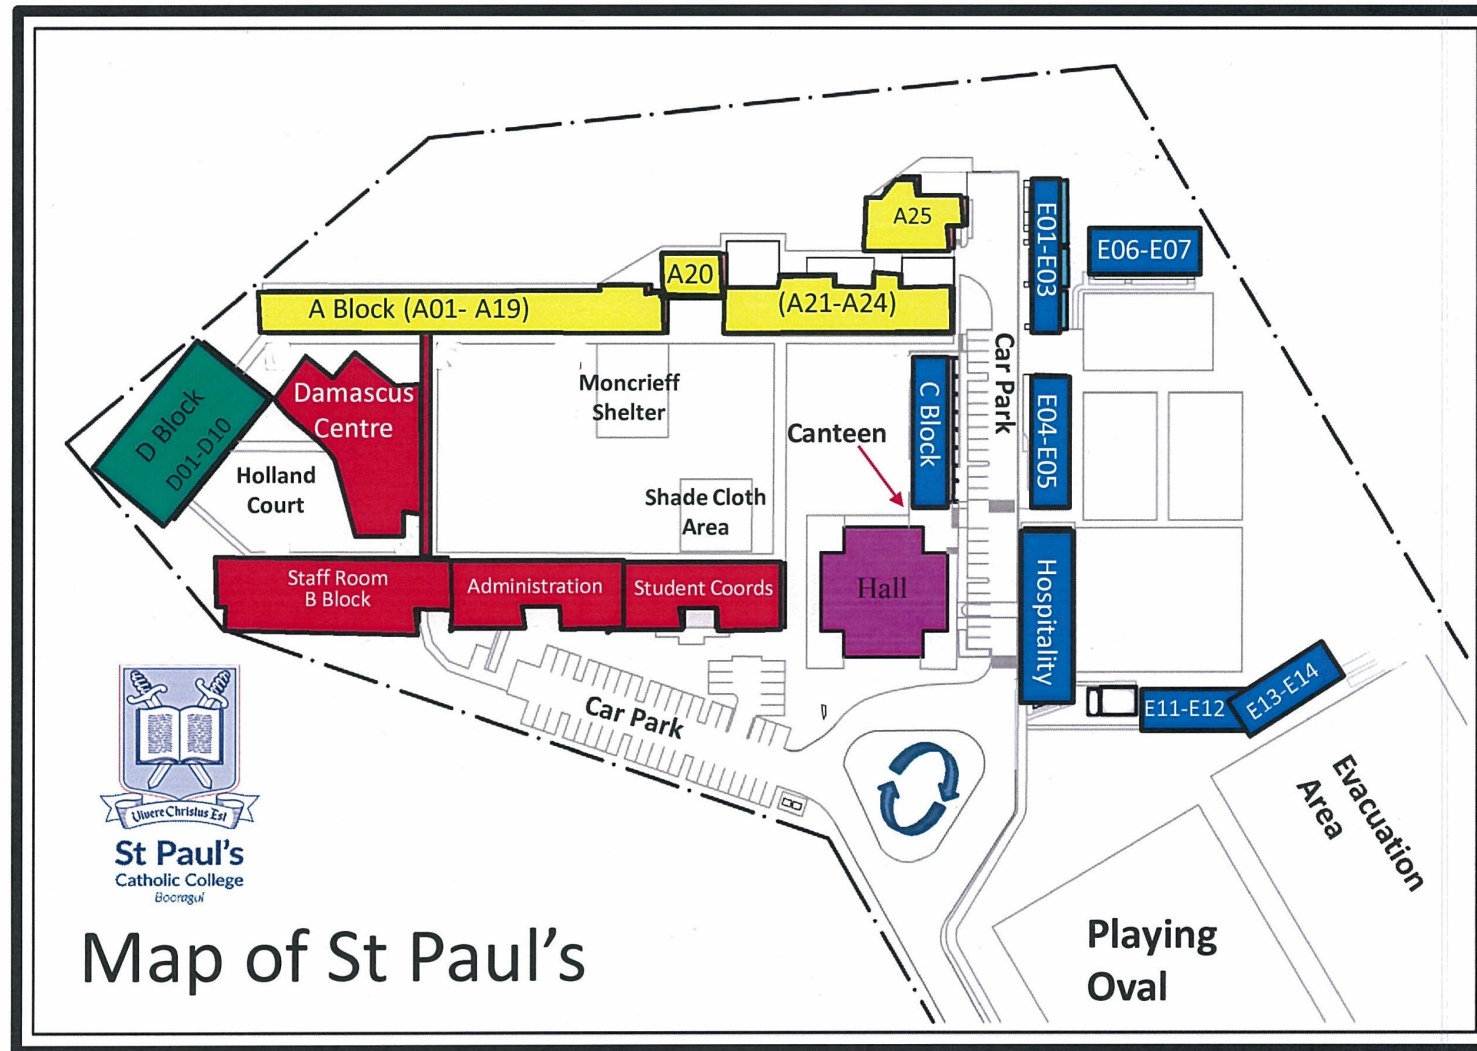 A25
E01-E03
E06-E07
A20
A Block (A01- A19)
(A21-A24)
Car Park
Damascus
Centre
Moncrieff
Shelter
C Block
E04-E05
D Block
D01-D10
Canteen
Holland
Court
Shade Cloth
Area
Staff Room
B Block
Administration
Student Coords
Hall
Hospitality
E11-E12
E13-E14
Car Park
Evacuation
Area
Vivere Christus Est
St Paul's
Catholic College
Booragul
Map of St Paul's
Playing
Oval